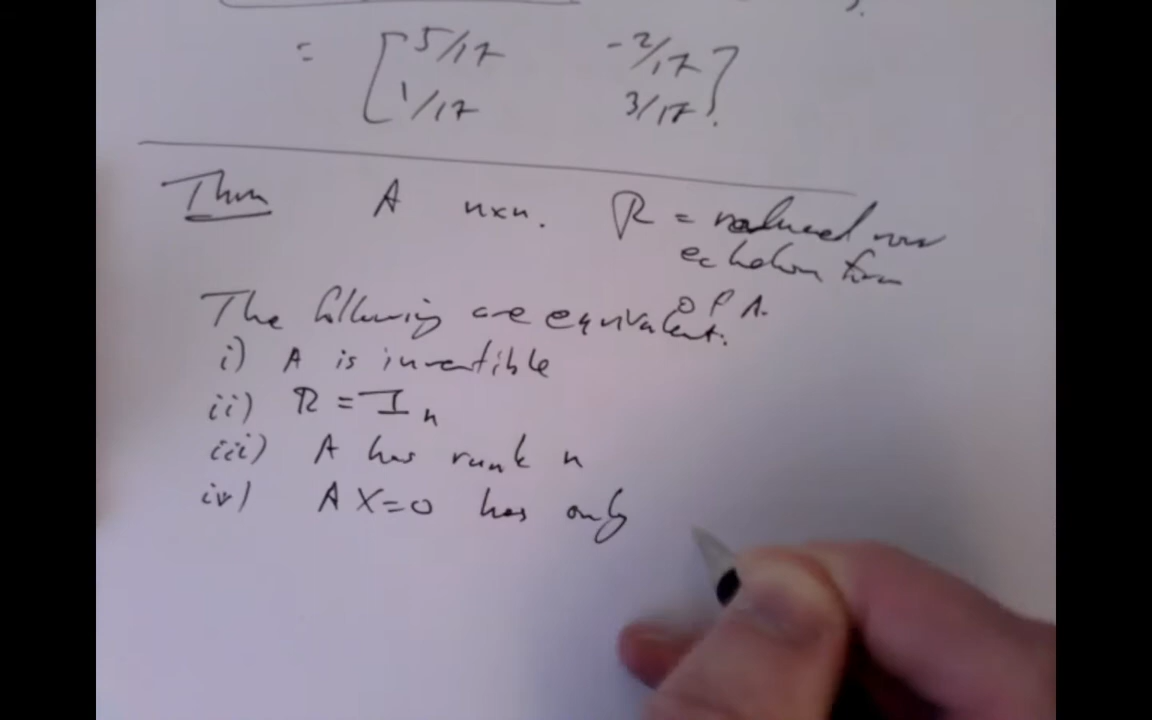 = [ 5/17 -2/17
1/17 3/17 ].
Thm A n×n. R = reduced row
echelon form
of A.
The following are equivalent:
i) A is invertible
ii) R = Iₙ
iii) A has rank n
iv) AX=0 has only